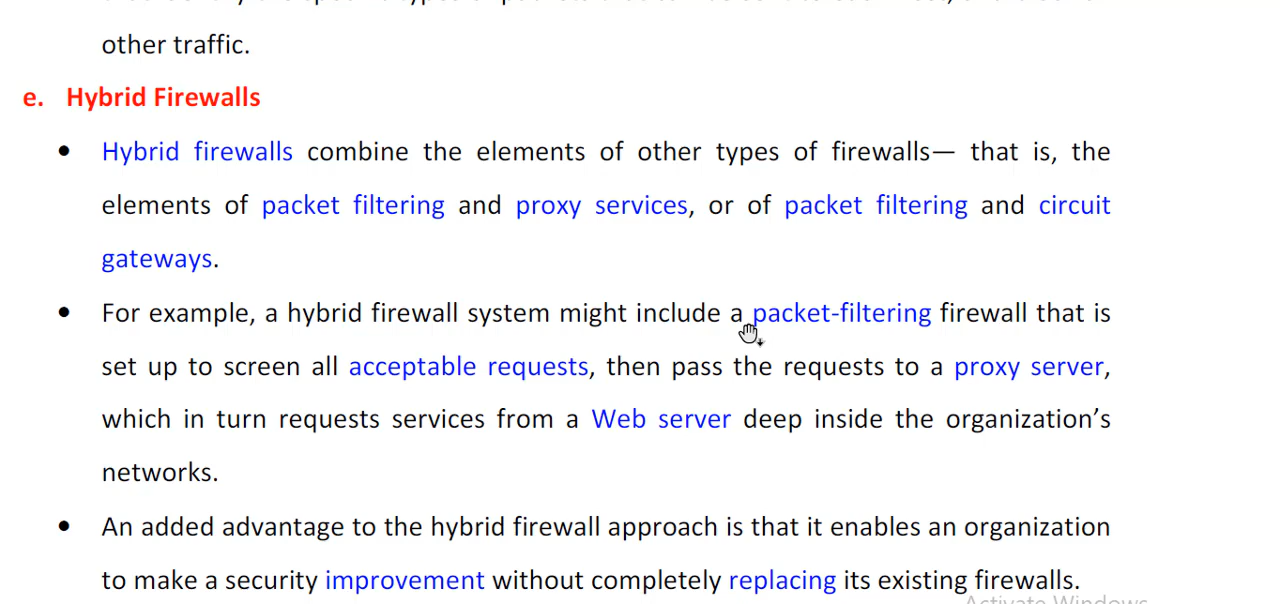 other traffic.
e. Hybrid Firewalls
• Hybrid firewalls combine the elements of other types of firewalls— that is, the
elements of packet filtering and proxy services, or of packet filtering and circuit
gateways.
• For example, a hybrid firewall system might include a packet-filtering firewall that is
set up to screen all acceptable requests, then pass the requests to a proxy server,
which in turn requests services from a Web server deep inside the organization’s
networks.
• An added advantage to the hybrid firewall approach is that it enables an organization
to make a security improvement without completely replacing its existing firewalls.
Activate Windows